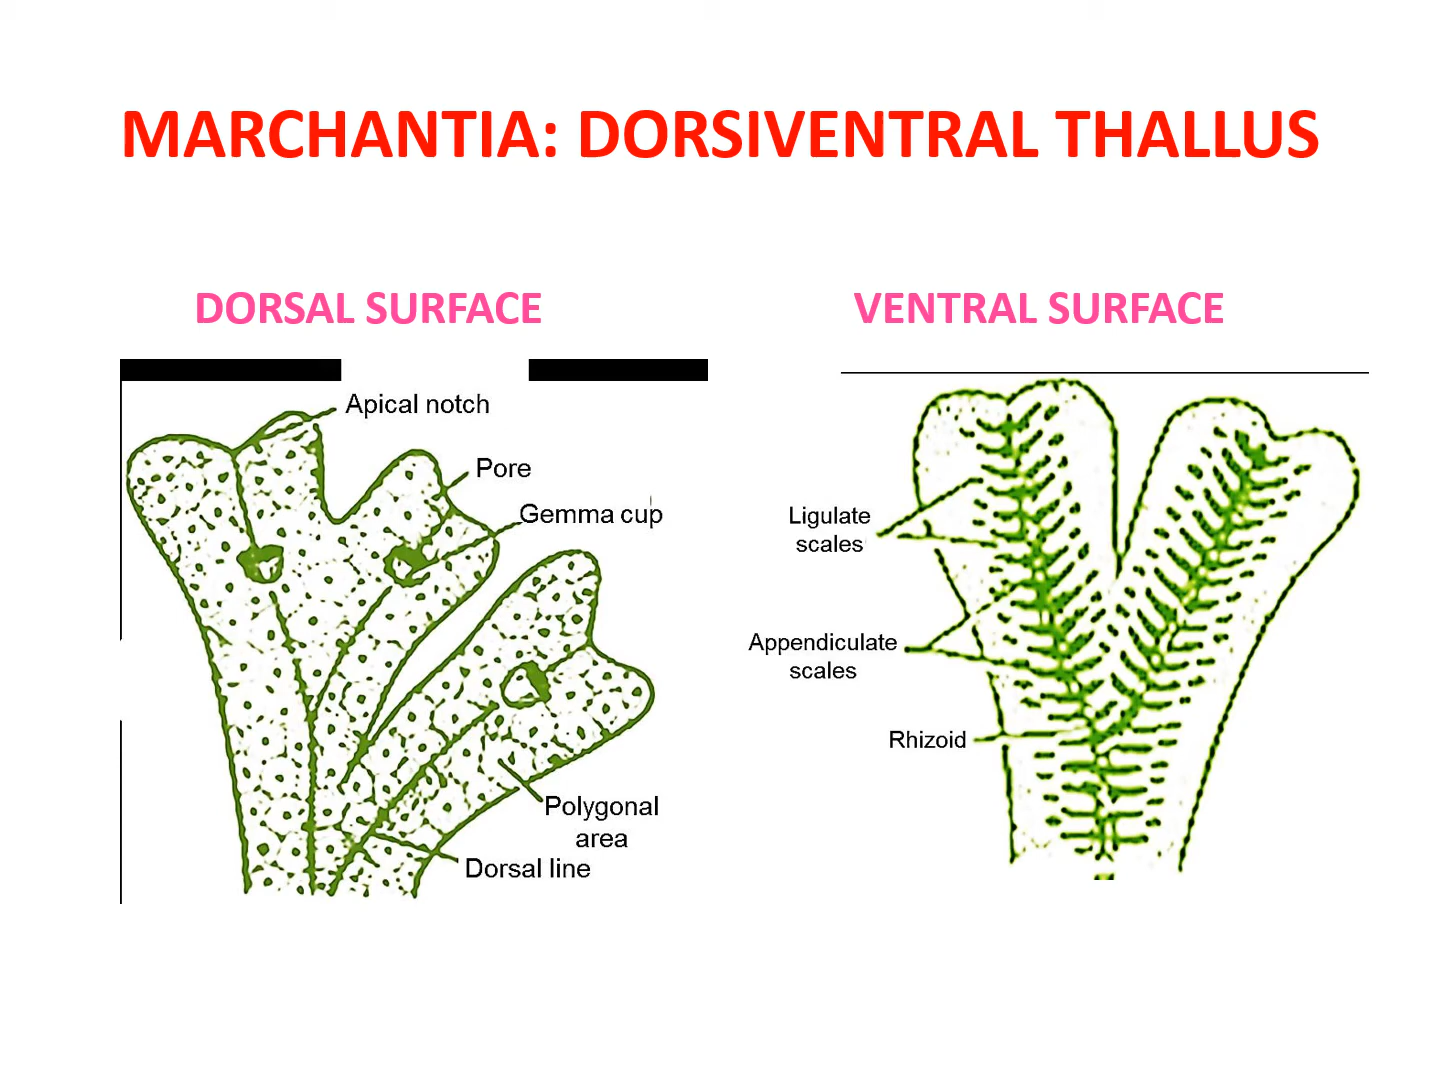 MARCHANTIA: DORSIVENTRAL THALLUS
DORSAL SURFACE
Apical notch
Pore
Gemma cup
Polygonal
area
Dorsal line
VENTRAL SURFACE
Ligulate
scales
Appendiculate
scales
Rhizoid